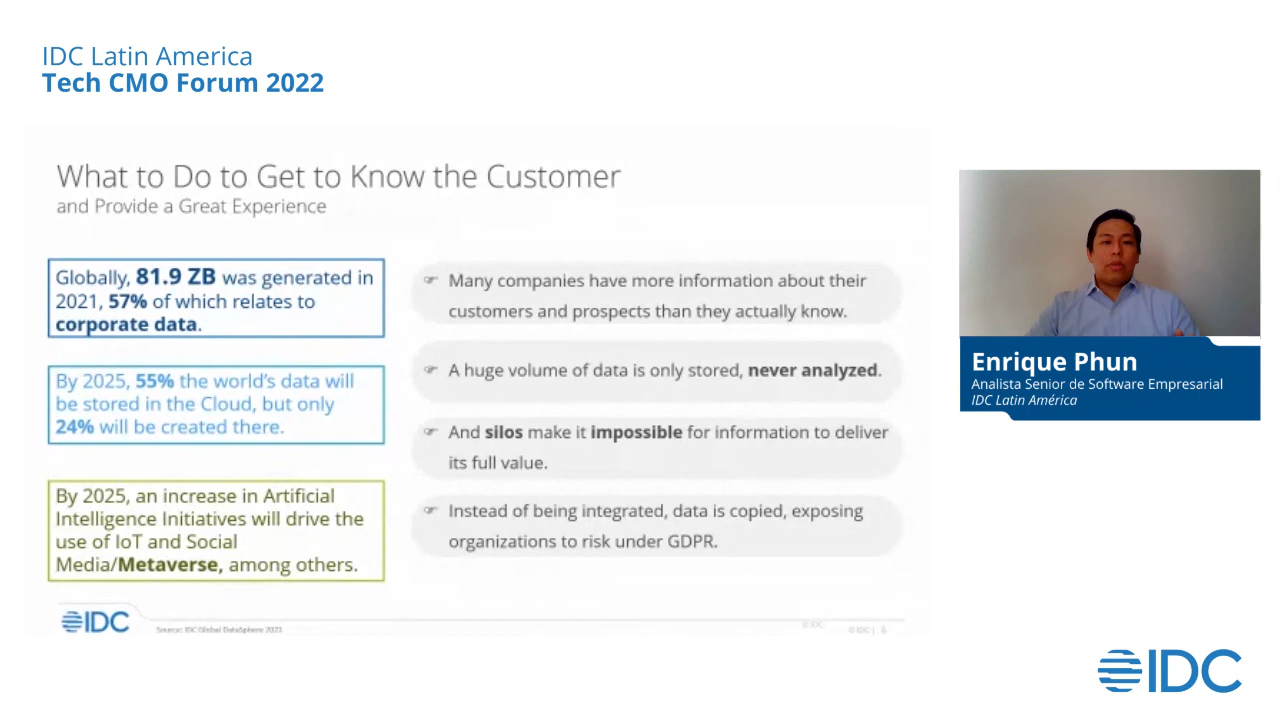 IDC Latin America
Tech CMO Forum 2022
What to Do to Get to Know the Customer
and Provide a Great Experience
Globally, 81.9 ZB was generated in
2021, 57% of which relates to
corporate data.
By 2025, 55% the world's data will
be stored in the Cloud, but only
24% will be created there.
By 2025, an increase in Artificial
Intelligence Initiatives will drive the
use of IoT and Social
Media/Metaverse, among others.
☞ Many companies have more information about their
customers and prospects than they actually know.
☞ A huge volume of data is only stored, never analyzed.
☞ And silos make it impossible for information to deliver
its full value.
☞ Instead of being integrated, data is copied, exposing
organizations to risk under GDPR.
IDC
Source: IDC Global DataSphere 2021
© IDC
© IDC |
Enrique Phun
Analista Senior de Software Empresarial
IDC Latin América
IDC